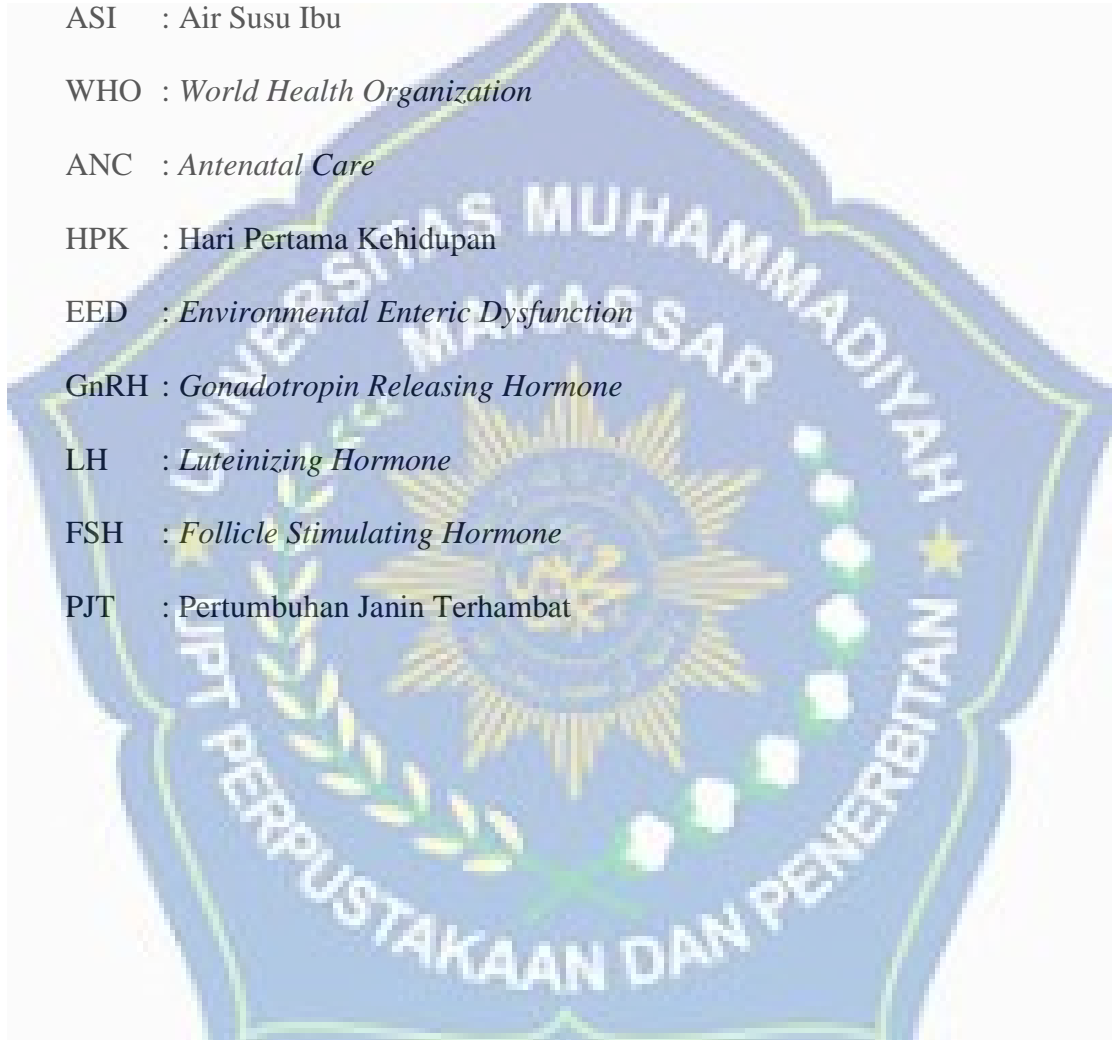 ASI : Air Susu Ibu
WHO : World Health Organization
ANC : Antenatal Care
HPK : Hari Pertama Kehidupan
EED : Environmental Enteric Dysfunction
GnRH : Gonadotropin Releasing Hormone
LH : Luteinizing Hormone
FSH : Follicle Stimulating Hormone
PJT : Pertumbuhan Janin Terhambat
UNIVERSITAS MUHAMMADIYAH
MAKASSAR
UPT PERPUSTAKAAN DAN PENERBITAN